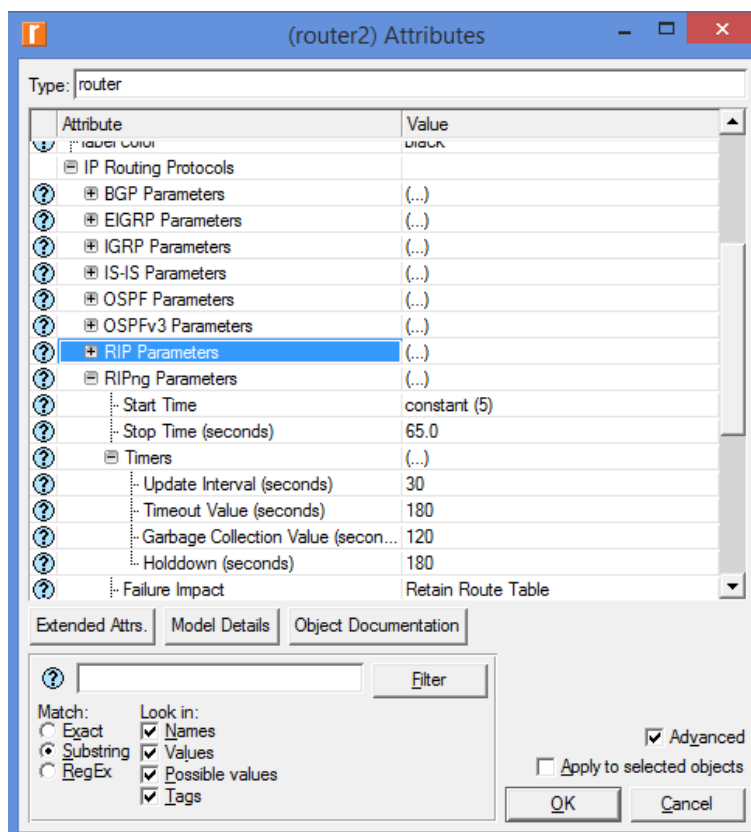 (router2) Attributes
Type: router
Attribute Value
label color black
IP Routing Protocols
BGP Parameters (...)
EIGRP Parameters (...)
IGRP Parameters (...)
IS-IS Parameters (...)
OSPF Parameters (...)
OSPFv3 Parameters (...)
RIP Parameters (...)
RIPng Parameters (...)
Start Time constant (5)
Stop Time (seconds) 65.0
Timers (...)
Update Interval (seconds) 30
Timeout Value (seconds) 180
Garbage Collection Value (secon... 120
Holddown (seconds) 180
Failure Impact Retain Route Table
Extended Attrs. Model Details Object Documentation
Filter
Match: Look in:
Exact Names
Substring Values
RegEx Possible values
Tags
Advanced
Apply to selected objects
OK Cancel